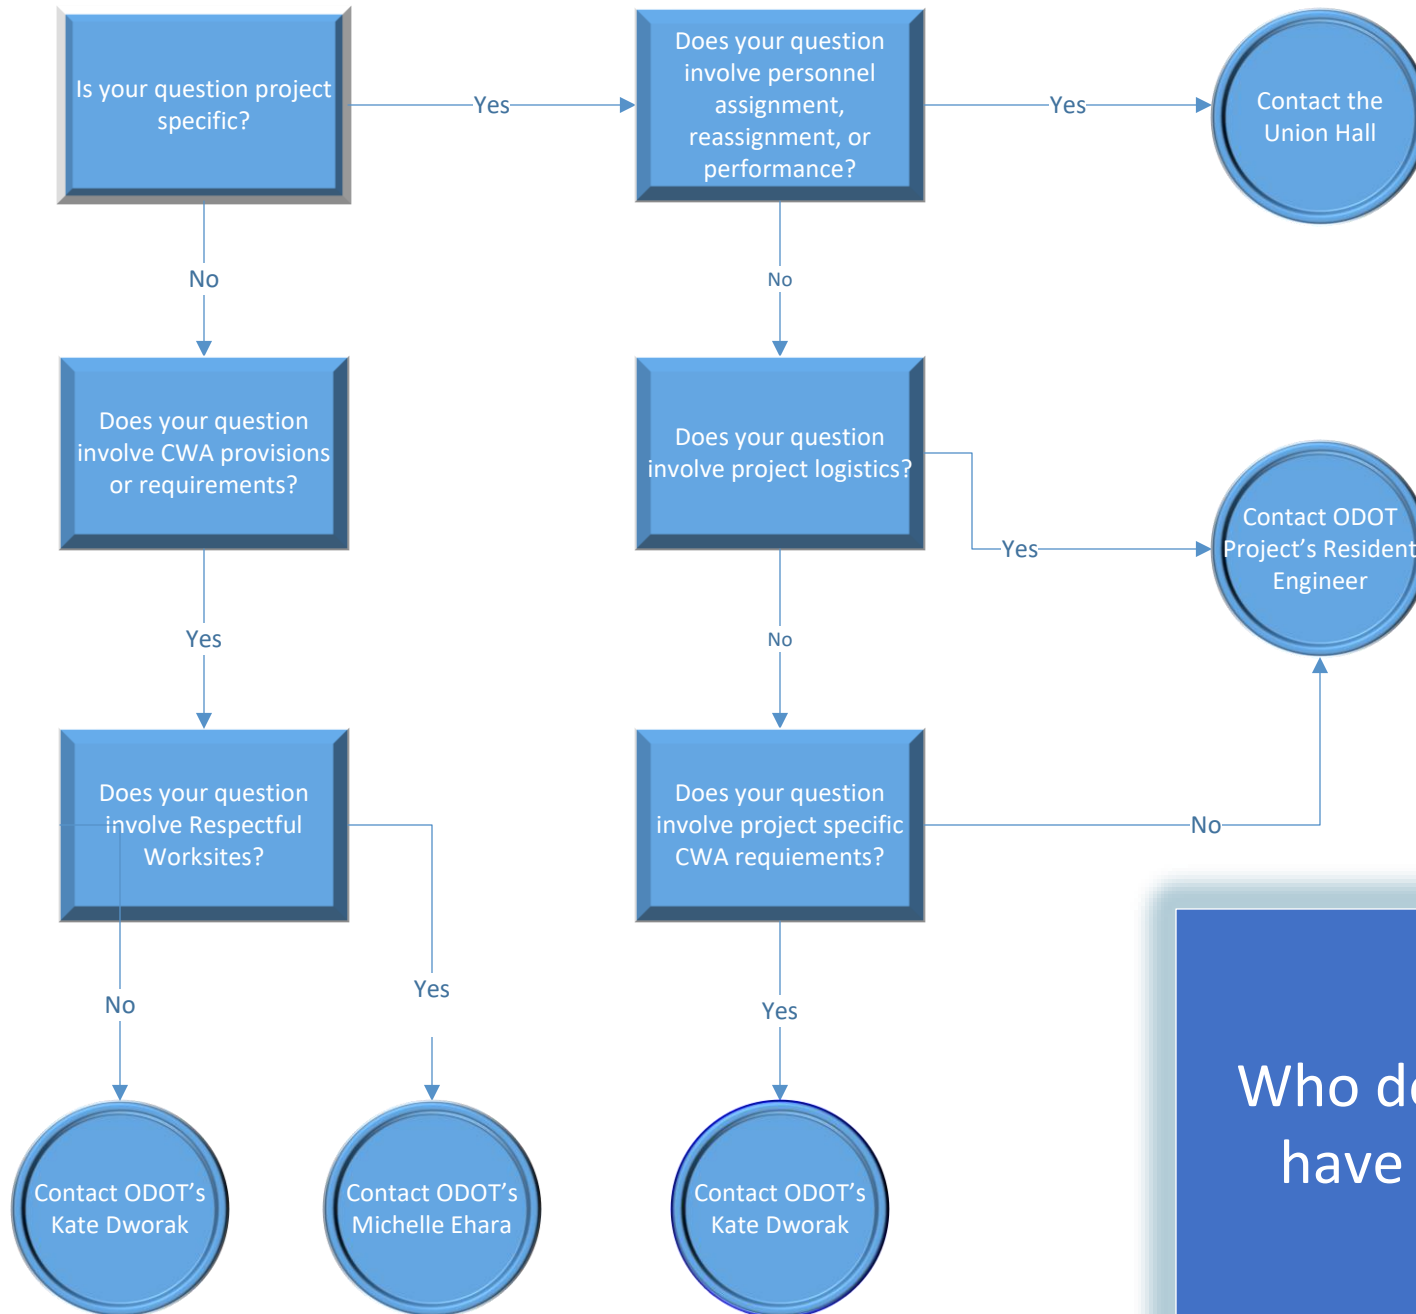 Is your question project
specific?
Yes
Does your question
involve personnel
assignment,
reassignment, or
performance?
Yes
Contact the
Union Hall
No
No
Does your question
involve CWA provisions
or requirements?
Does your question
involve project logistics?
Yes
Contact ODOT
Project's Resident
Engineer
Yes
No
Does your question
involve Respectful
Worksites?
Does your question
involve project specific
CWA requiements?
No
No
Yes
Yes
Contact ODOT's
Kate Dworak
Contact ODOT's
Michelle Ehara
Contact ODOT's
Kate Dworak
Who
have